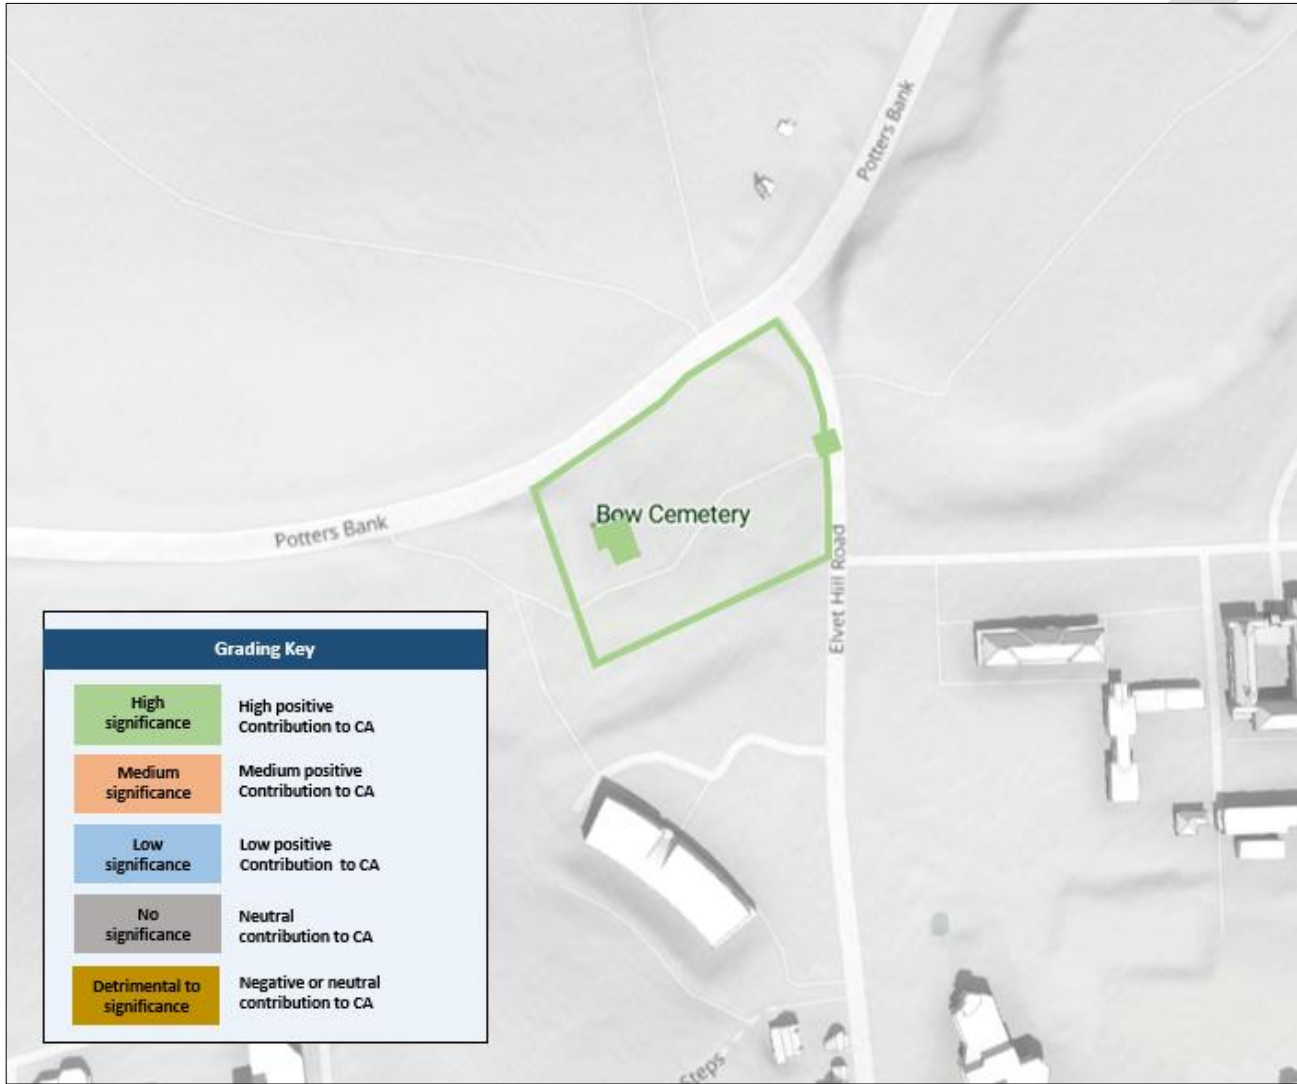 Potters Bank
Bow Cemetery
Potters Bank
Elvet Hill Road
Grading Key
High
significance
High positive
Contribution to CA
Medium
significance
Medium positive
Contribution to CA
Low
significance
Low positive
Contribution to CA
No
significance
Neutral
contribution to CA
Detrimental to
significance
Negative or neutral
contribution to CA
Steps